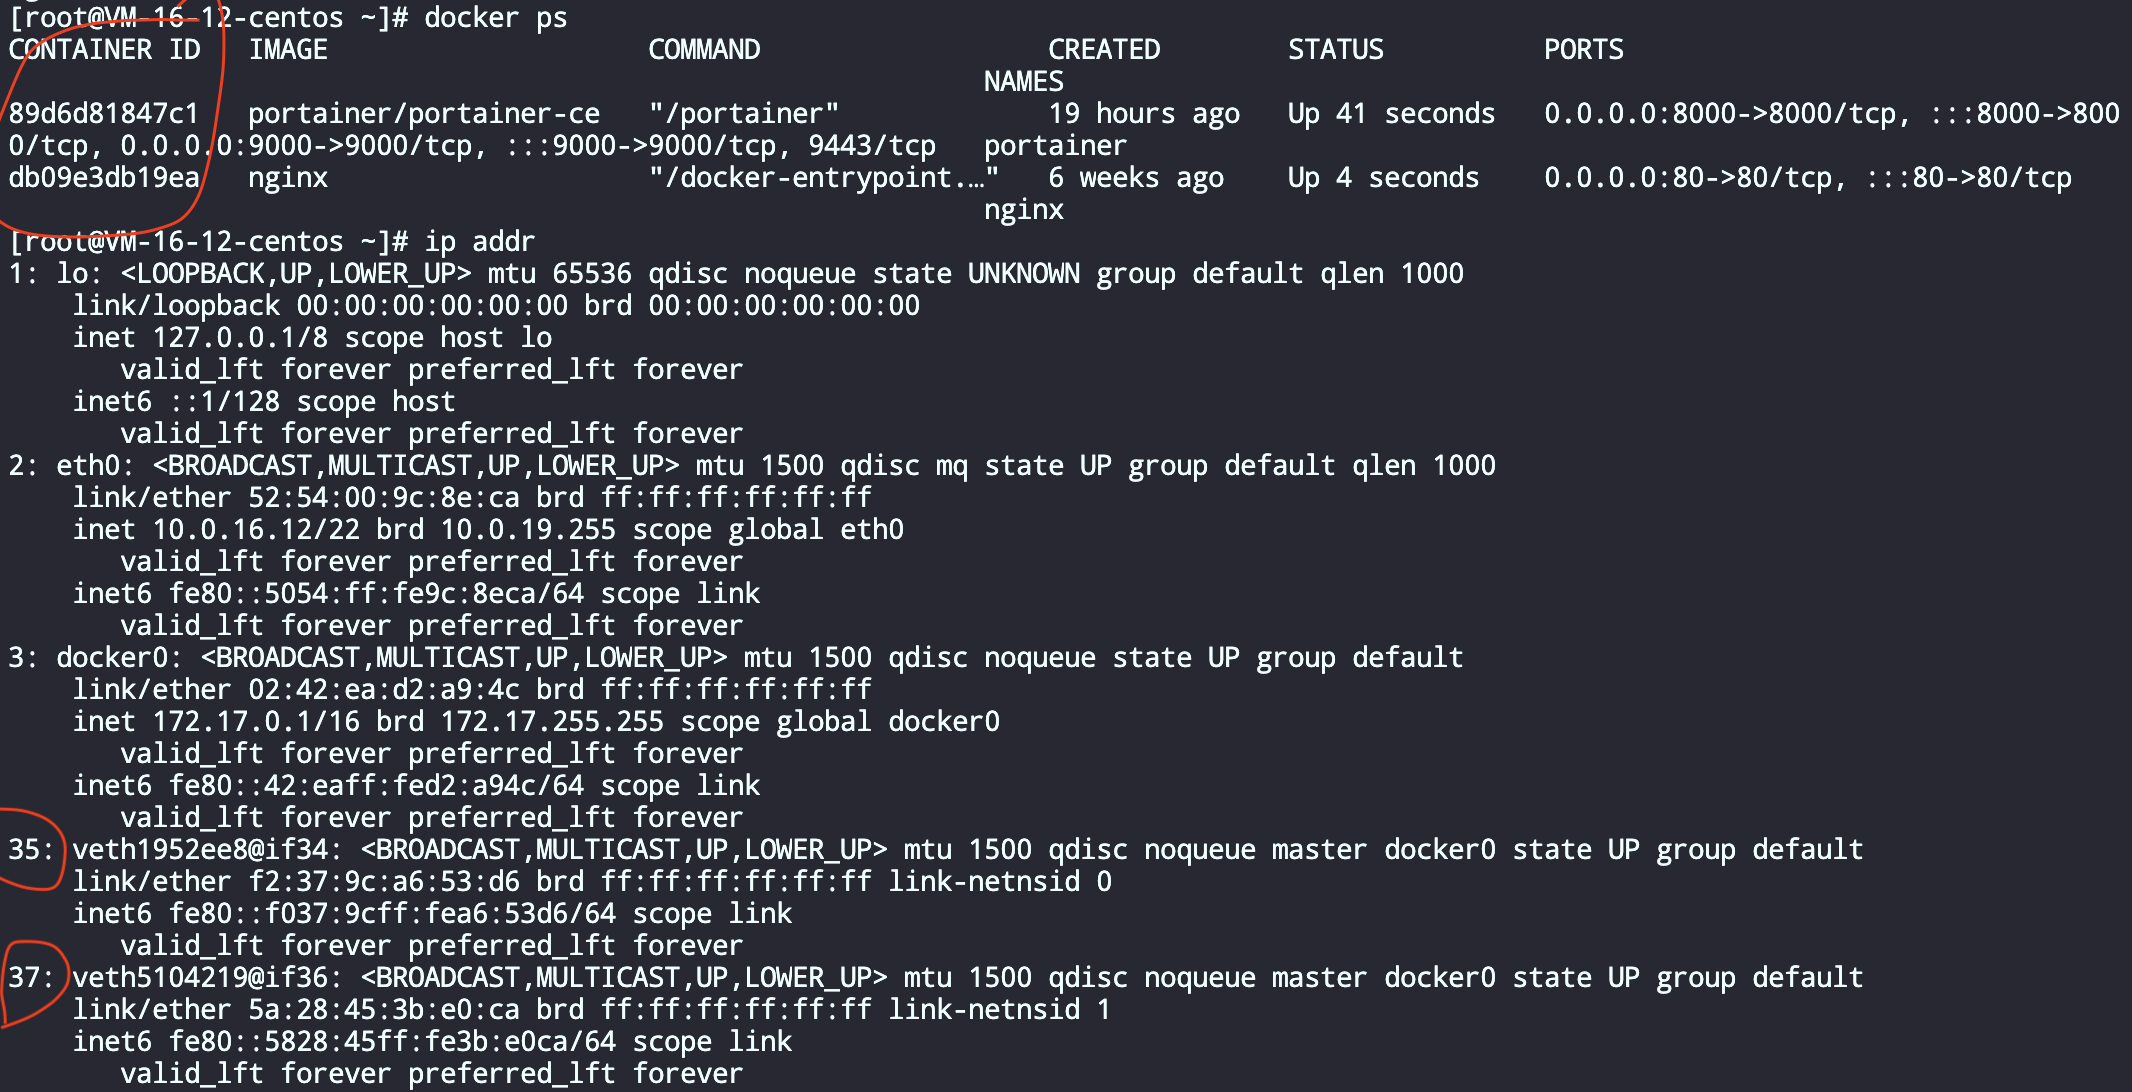 [root@VM-16-12-centos ~]# docker ps
CONTAINER ID   IMAGE                    COMMAND                  CREATED        STATUS          PORTS
                                                             NAMES
89d6d81847c1   portainer/portainer-ce   "/portainer"             19 hours ago   Up 41 seconds   0.0.0.0:8000->8000/tcp, :::8000->800
0/tcp, 0.0.0.0:9000->9000/tcp, :::9000->9000/tcp, 9443/tcp   portainer
db09e3db19ea   nginx                    "/docker-entrypoint.…"   6 weeks ago    Up 4 seconds    0.0.0.0:80->80/tcp, :::80->80/tcp
                                                             nginx
[root@VM-16-12-centos ~]# ip addr
1: lo: <LOOPBACK,UP,LOWER_UP> mtu 65536 qdisc noqueue state UNKNOWN group default qlen 1000
    link/loopback 00:00:00:00:00:00 brd 00:00:00:00:00:00
    inet 127.0.0.1/8 scope host lo
       valid_lft forever preferred_lft forever
    inet6 ::1/128 scope host
       valid_lft forever preferred_lft forever
2: eth0: <BROADCAST,MULTICAST,UP,LOWER_UP> mtu 1500 qdisc mq state UP group default qlen 1000
    link/ether 52:54:00:9c:8e:ca brd ff:ff:ff:ff:ff:ff
    inet 10.0.16.12/22 brd 10.0.19.255 scope global eth0
       valid_lft forever preferred_lft forever
    inet6 fe80::5054:ff:fe9c:8eca/64 scope link
       valid_lft forever preferred_lft forever
3: docker0: <BROADCAST,MULTICAST,UP,LOWER_UP> mtu 1500 qdisc noqueue state UP group default
    link/ether 02:42:ea:d2:a9:4c brd ff:ff:ff:ff:ff:ff
    inet 172.17.0.1/16 brd 172.17.255.255 scope global docker0
       valid_lft forever preferred_lft forever
    inet6 fe80::42:eaff:fed2:a94c/64 scope link
       valid_lft forever preferred_lft forever
35: veth1952ee8@if34: <BROADCAST,MULTICAST,UP,LOWER_UP> mtu 1500 qdisc noqueue master docker0 state UP group default
    link/ether f2:37:9c:a6:53:d6 brd ff:ff:ff:ff:ff:ff link-netnsid 0
    inet6 fe80::f037:9cff:fea6:53d6/64 scope link
       valid_lft forever preferred_lft forever
37: veth5104219@if36: <BROADCAST,MULTICAST,UP,LOWER_UP> mtu 1500 qdisc noqueue master docker0 state UP group default
    link/ether 5a:28:45:3b:e0:ca brd ff:ff:ff:ff:ff:ff link-netnsid 1
    inet6 fe80::5828:45ff:fe3b:e0ca/64 scope link
       valid_lft forever preferred_lft forever